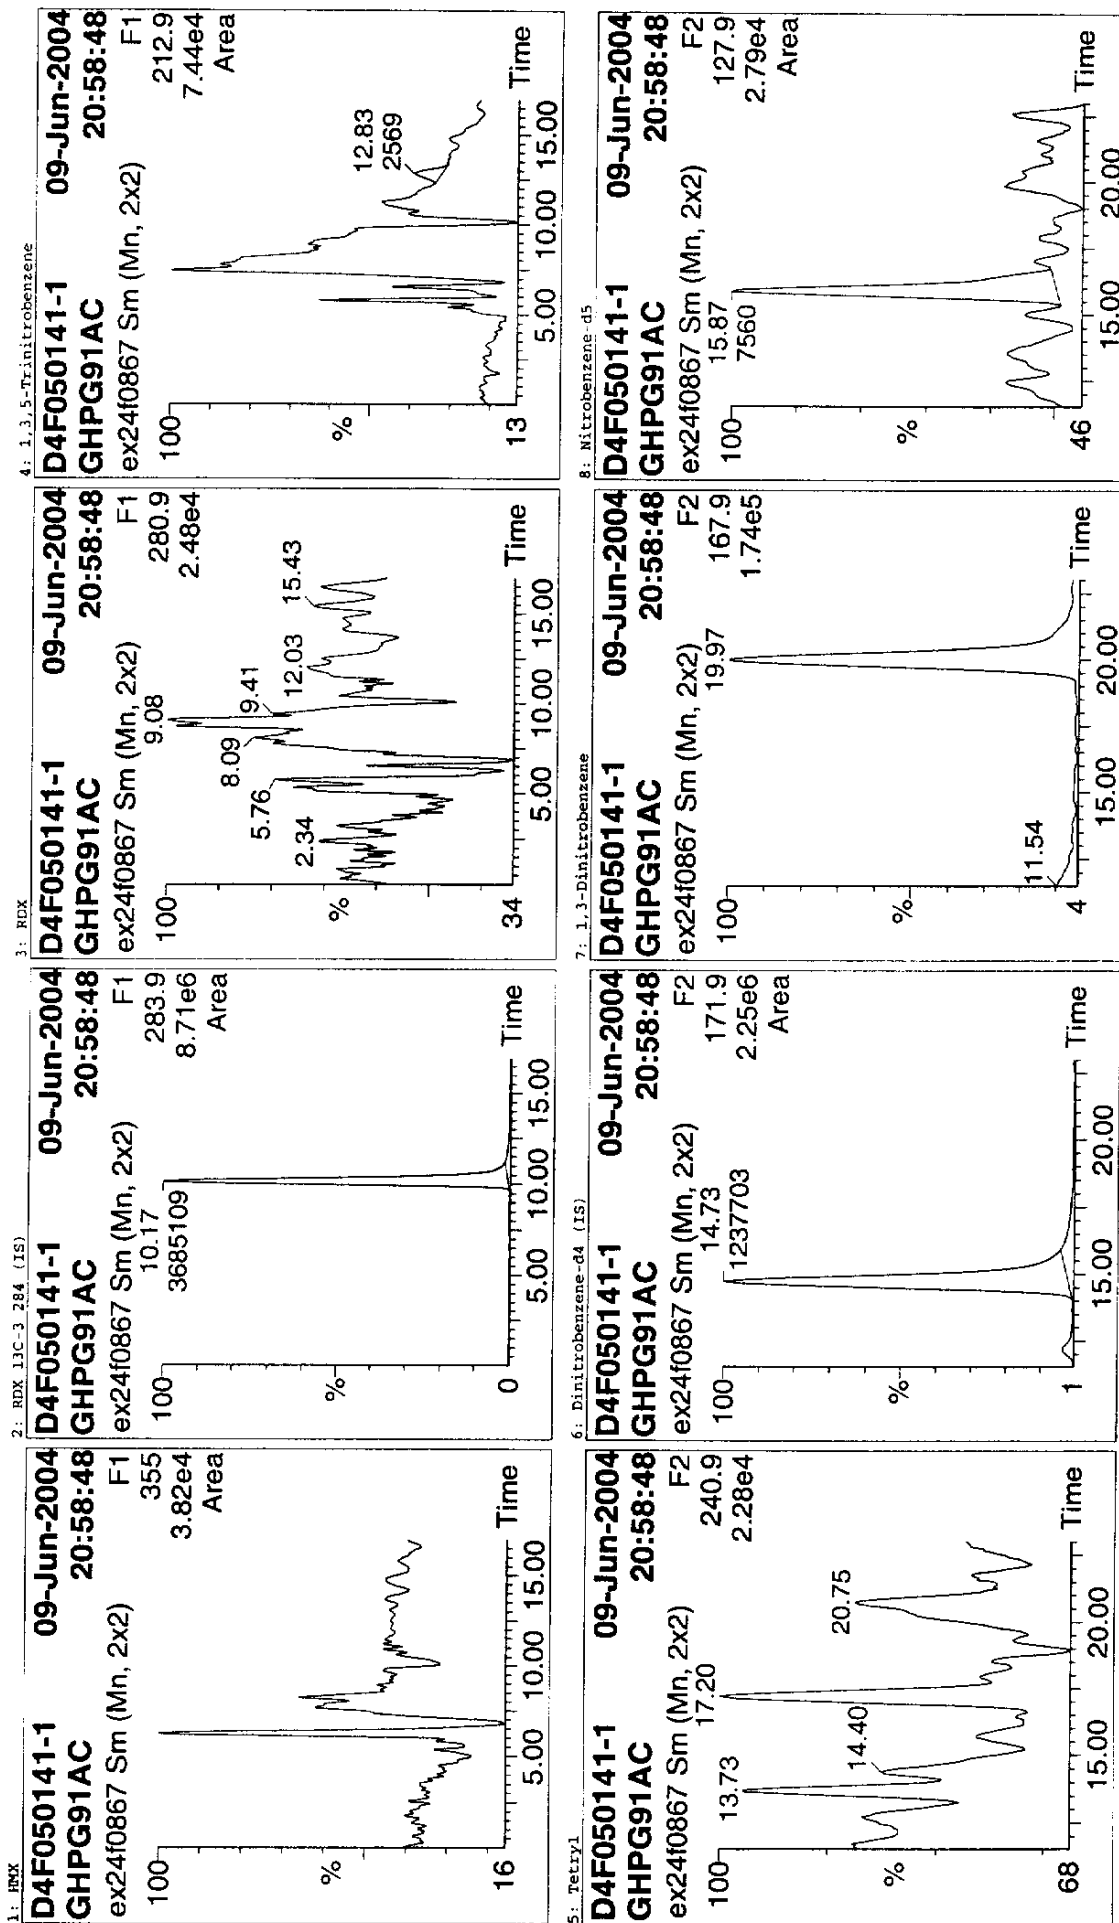 1: HMX
D4F050141-1 09-Jun-2004
GHPG91AC 20:58:48
ex24f0867 Sm (Mn, 2x2) F1
355
3.82e4
Area
100
%
16
5.00 10.00 15.00
Time
2: RDX 13C-3 284 (IS)
D4F050141-1 09-Jun-2004
GHPG91AC 20:58:48
ex24f0867 Sm (Mn, 2x2) F1
10.17 283.9
3685109 8.71e6
Area
100
%
0
5.00 10.00 15.00
Time
3: RDX
D4F050141-1 09-Jun-2004
GHPG91AC 20:58:48
ex24f0867 Sm (Mn, 2x2) F1
9.08 280.9
2.48e4
100
2.34
5.76
8.09
9.41
12.03
15.43
%
34
5.00 10.00 15.00
Time
4: 1,3,5-Trinitrobenzene
D4F050141-1 09-Jun-2004
GHPG91AC 20:58:48
ex24f0867 Sm (Mn, 2x2) F1
212.9
7.44e4
Area
100
12.83
2569
%
13
5.00 10.00 15.00
Time
5: Tetryl
D4F050141-1 09-Jun-2004
GHPG91AC 20:58:48
ex24f0867 Sm (Mn, 2x2) F2
17.20 240.9
2.28e4
100
13.73
14.40
20.75
%
68
15.00 20.00
Time
6: Dinitrobenzene-d4 (IS)
D4F050141-1 09-Jun-2004
GHPG91AC 20:58:48
ex24f0867 Sm (Mn, 2x2) F2
14.73 171.9
1237703 2.25e6
Area
100
%
1
15.00 20.00
Time
7: 1,3-Dinitrobenzene
D4F050141-1 09-Jun-2004
GHPG91AC 20:58:48
ex24f0867 Sm (Mn, 2x2) F2
19.97 167.9
1.74e5
100
11.54
%
4
15.00 20.00
Time
8: Nitrobenzene-d5
D4F050141-1 09-Jun-2004
GHPG91AC 20:58:48
ex24f0867 Sm (Mn, 2x2) F2
15.87 127.9
7560 2.79e4
Area
100
%
46
15.00 20.00
Time